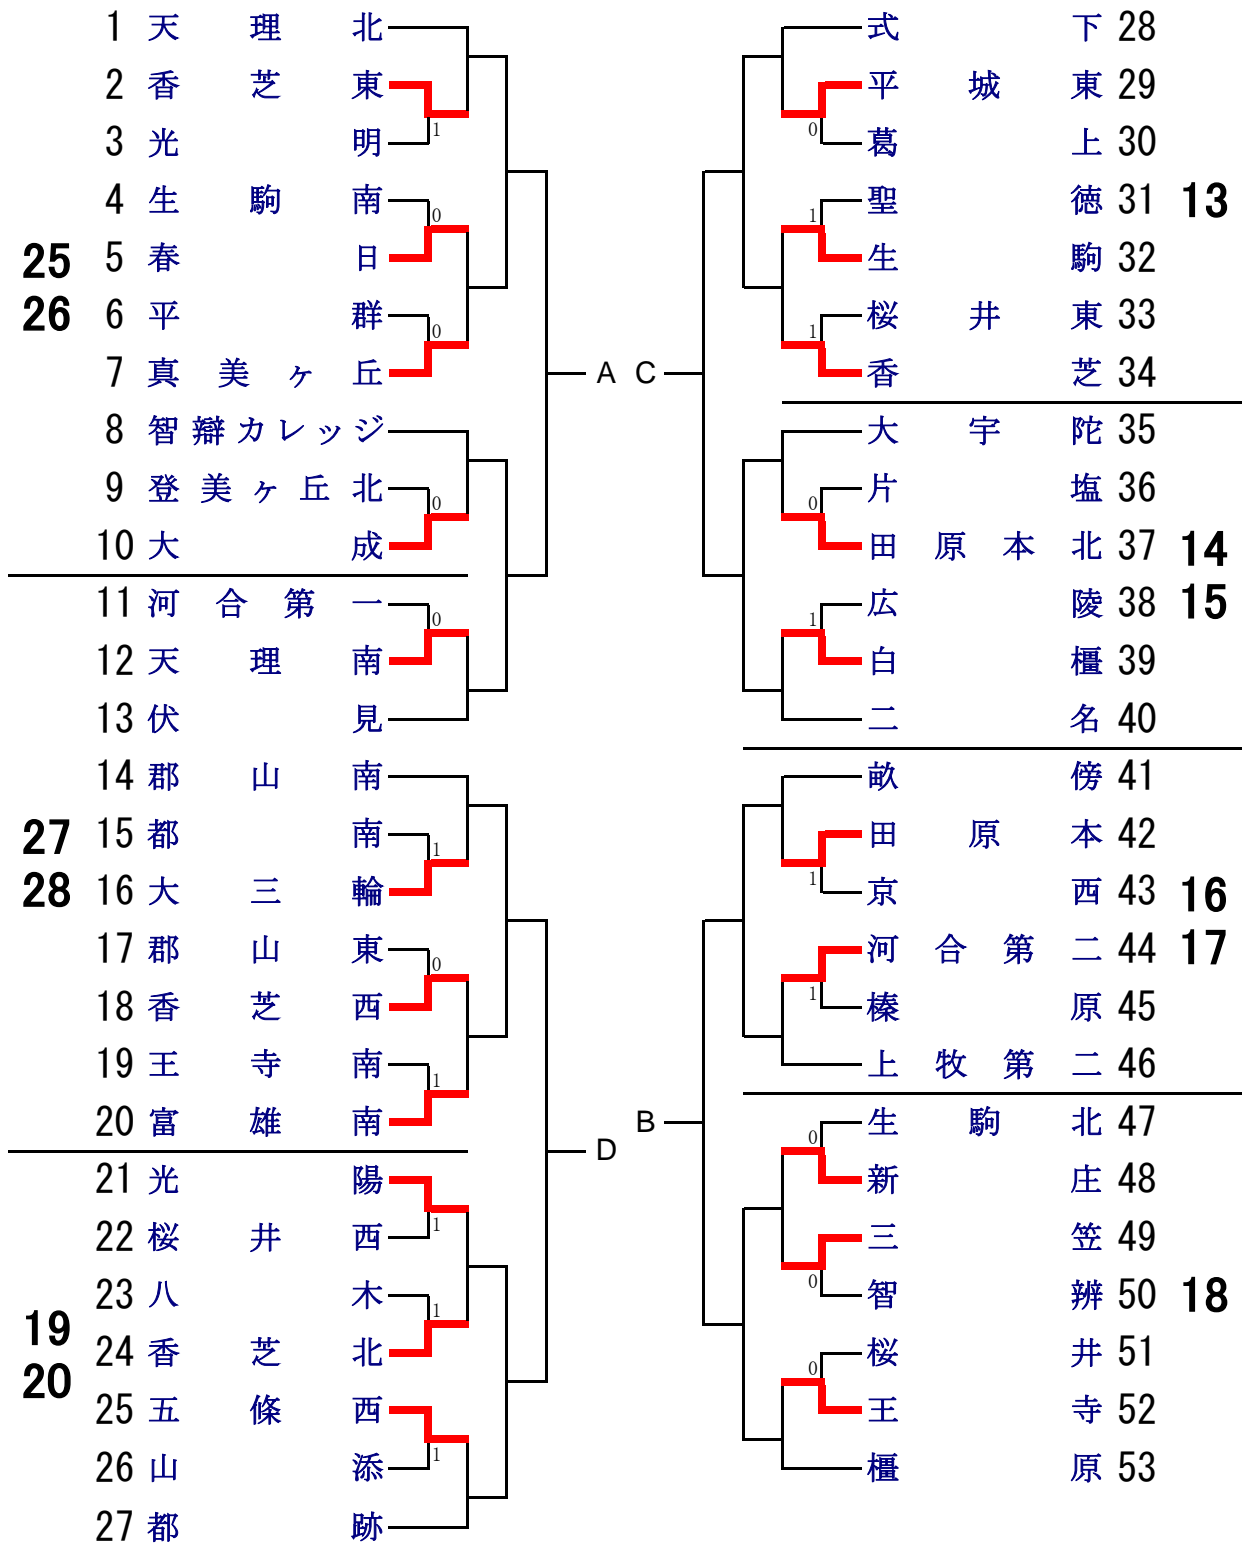 1 天理北
2 香芝東
1
3 光明
4 生駒南
0
25 5 春日
26 6 平群
0
7 真美ヶ丘
A
8 智辯カレッジ
9 登美ヶ丘北
0
10 大成
11 河合第一
0
12 天理南
13 伏見
14 郡山南
27 15 都南
1
28 16 大三輪
17 郡山東
0
18 香芝西
19 王寺南
1
20 富雄南
D
21 光陽
1
22 桜井西
23 八木
1
19
24 香芝北
20
25 五條西
1
26 山添
27 都跡
式下 28
平城東 29
0
葛上 30
聖徳 31 13
1
生駒 32
桜井東 33
1
香芝 34
C
大宇陀 35
片塩 36
0
田原本北 37 14
広陵 38 15
1
白橿 39
二名 40
畝傍 41
田原本 42
1
京西 43 16
河合第二 44 17
1
榛原 45
上牧第二 46
B
生駒北 47
0
新庄 48
三笠 49
0
智辨 50 18
桜井 51
0
王寺 52
橿原 53